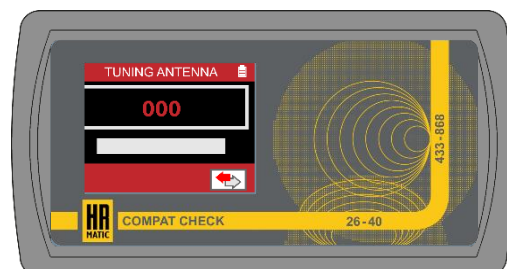 TUNING ANTENNA
000
433-868
HR
MATIC
COMPAT CHECK
26-40